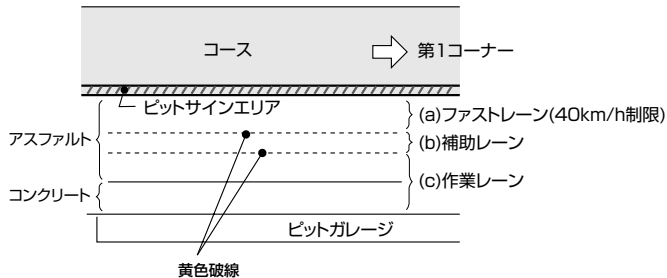 コース
第1コーナー
ピットサインエリア
(a)ファストレーン(40km/h制限)
アスファルト
(b)補助レーン
(c)作業レーン
コンクリート
ピットガレージ
黄色破線